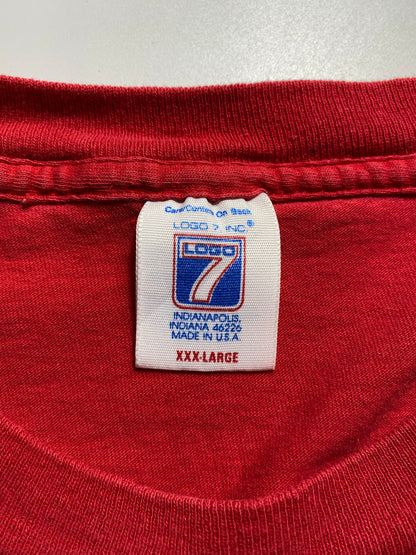 Care/Content On Back
LOGO 7, INC.®
LOGO
7
INDIANAPOLIS,
INDIANA 46226
MADE IN U.S.A.
XXX-LARGE